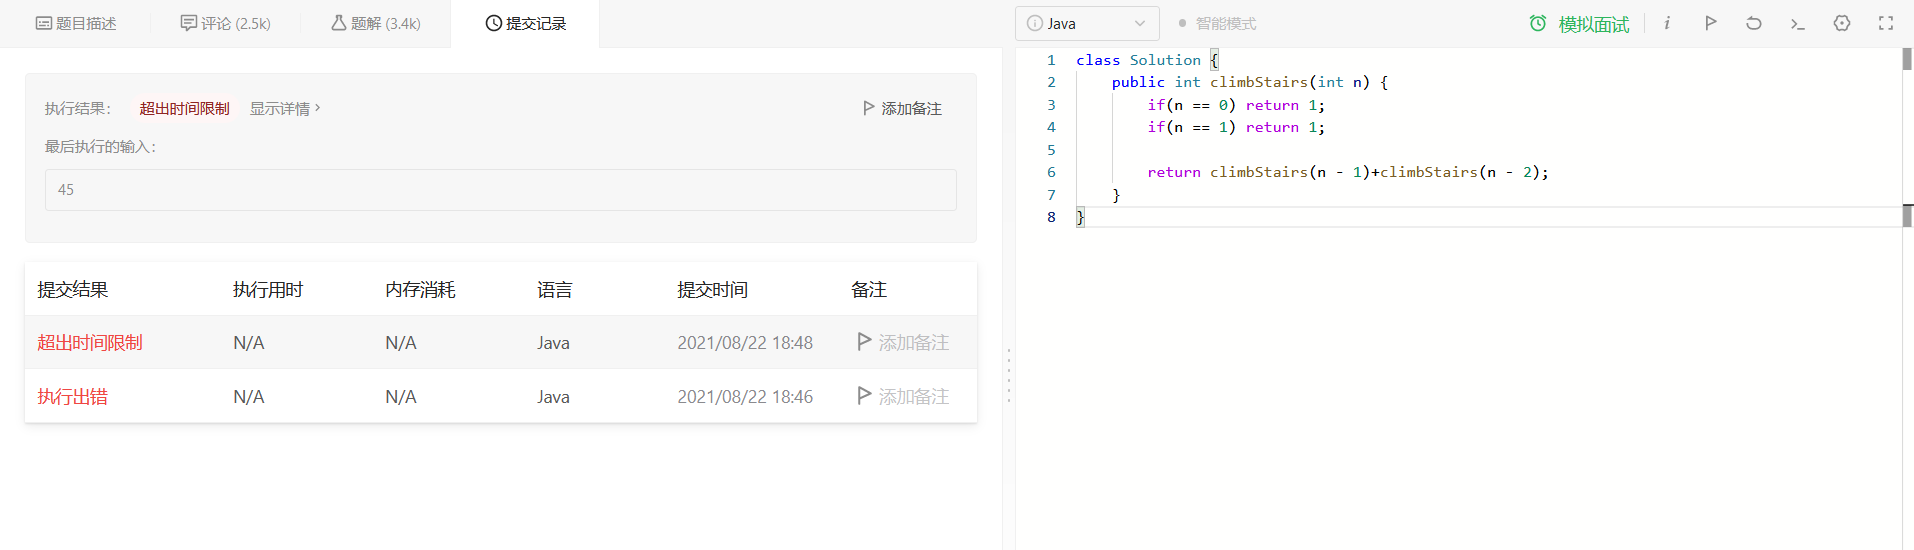 题目描述 评论 (2.5k) 题解 (3.4k) 提交记录
执行结果： 超出时间限制 显示详情 › 添加备注
最后执行的输入：
45
提交结果 执行用时 内存消耗 语言 提交时间 备注
超出时间限制 N/A N/A Java 2021/08/22 18:48 添加备注
执行出错 N/A N/A Java 2021/08/22 18:46 添加备注
Java 智能模式 模拟面试
1 class Solution {
2 public int climbStairs(int n) {
3 if(n == 0) return 1;
4 if(n == 1) return 1;
5
6 return climbStairs(n - 1)+climbStairs(n - 2);
7 }
8 }